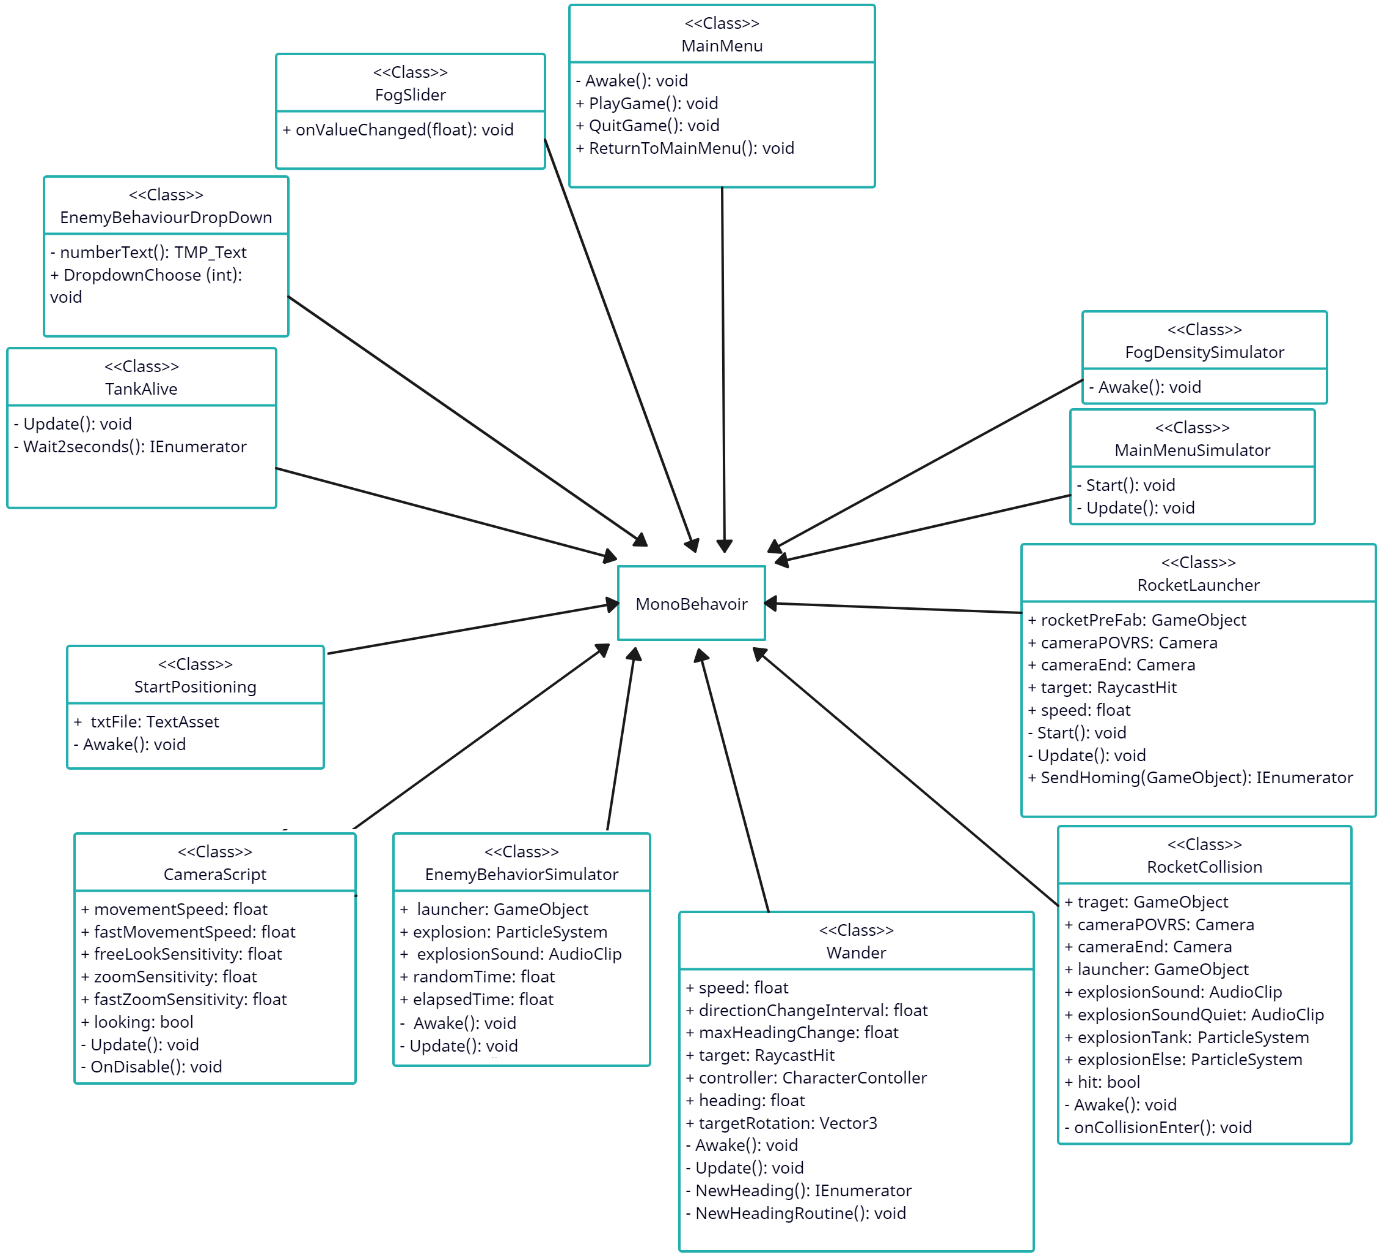 <<Class>>
MainMenu
- Awake(): void
+ PlayGame(): void
+ QuitGame(): void
+ ReturnToMainMenu(): void
<<Class>>
FogSlider
+ onValueChanged(float): void
<<Class>>
EnemyBehaviourDropDown
- numberText(): TMP_Text
+ DropdownChoose (int):
void
<<Class>>
TankAlive
- Update(): void
- Wait2seconds(): IEnumerator
<<Class>>
FogDensitySimulator
- Awake(): void
<<Class>>
MainMenuSimulator
- Start(): void
- Update(): void
MonoBehavoir
<<Class>>
RocketLauncher
+ rocketPreFab: GameObject
+ cameraPOVRS: Camera
+ cameraEnd: Camera
+ target: RaycastHit
+ speed: float
- Start(): void
- Update(): void
+ SendHoming(GameObject): IEnumerator
<<Class>>
StartPositioning
+  txtFile: TextAsset
- Awake(): void
<<Class>>
CameraScript
+ movementSpeed: float
+ fastMovementSpeed: float
+ freeLookSensitivity: float
+ zoomSensitivity: float
+ fastZoomSensitivity: float
+ looking: bool
- Update(): void
- OnDisable(): void
<<Class>>
EnemyBehaviorSimulator
+  launcher: GameObject
+ explosion: ParticleSystem
+  explosionSound: AudioClip
+ randomTime: float
+ elapsedTime: float
-  Awake(): void
- Update(): void
<<Class>>
Wander
+ speed: float
+ directionChangeInterval: float
+ maxHeadingChange: float
+ target: RaycastHit
+ controller: CharacterContoller
+ heading: float
+ targetRotation: Vector3
- Awake(): void
- Update(): void
- NewHeading(): IEnumerator
- NewHeadingRoutine(): void
<<Class>>
RocketCollision
+ traget: GameObject
+ cameraPOVRS: Camera
+ cameraEnd: Camera
+ launcher: GameObject
+ explosionSound: AudioClip
+ explosionSoundQuiet: AudioClip
+ explosionTank: ParticleSystem
+ explosionElse: ParticleSystem
+ hit: bool
- Awake(): void
- onCollisionEnter(): void